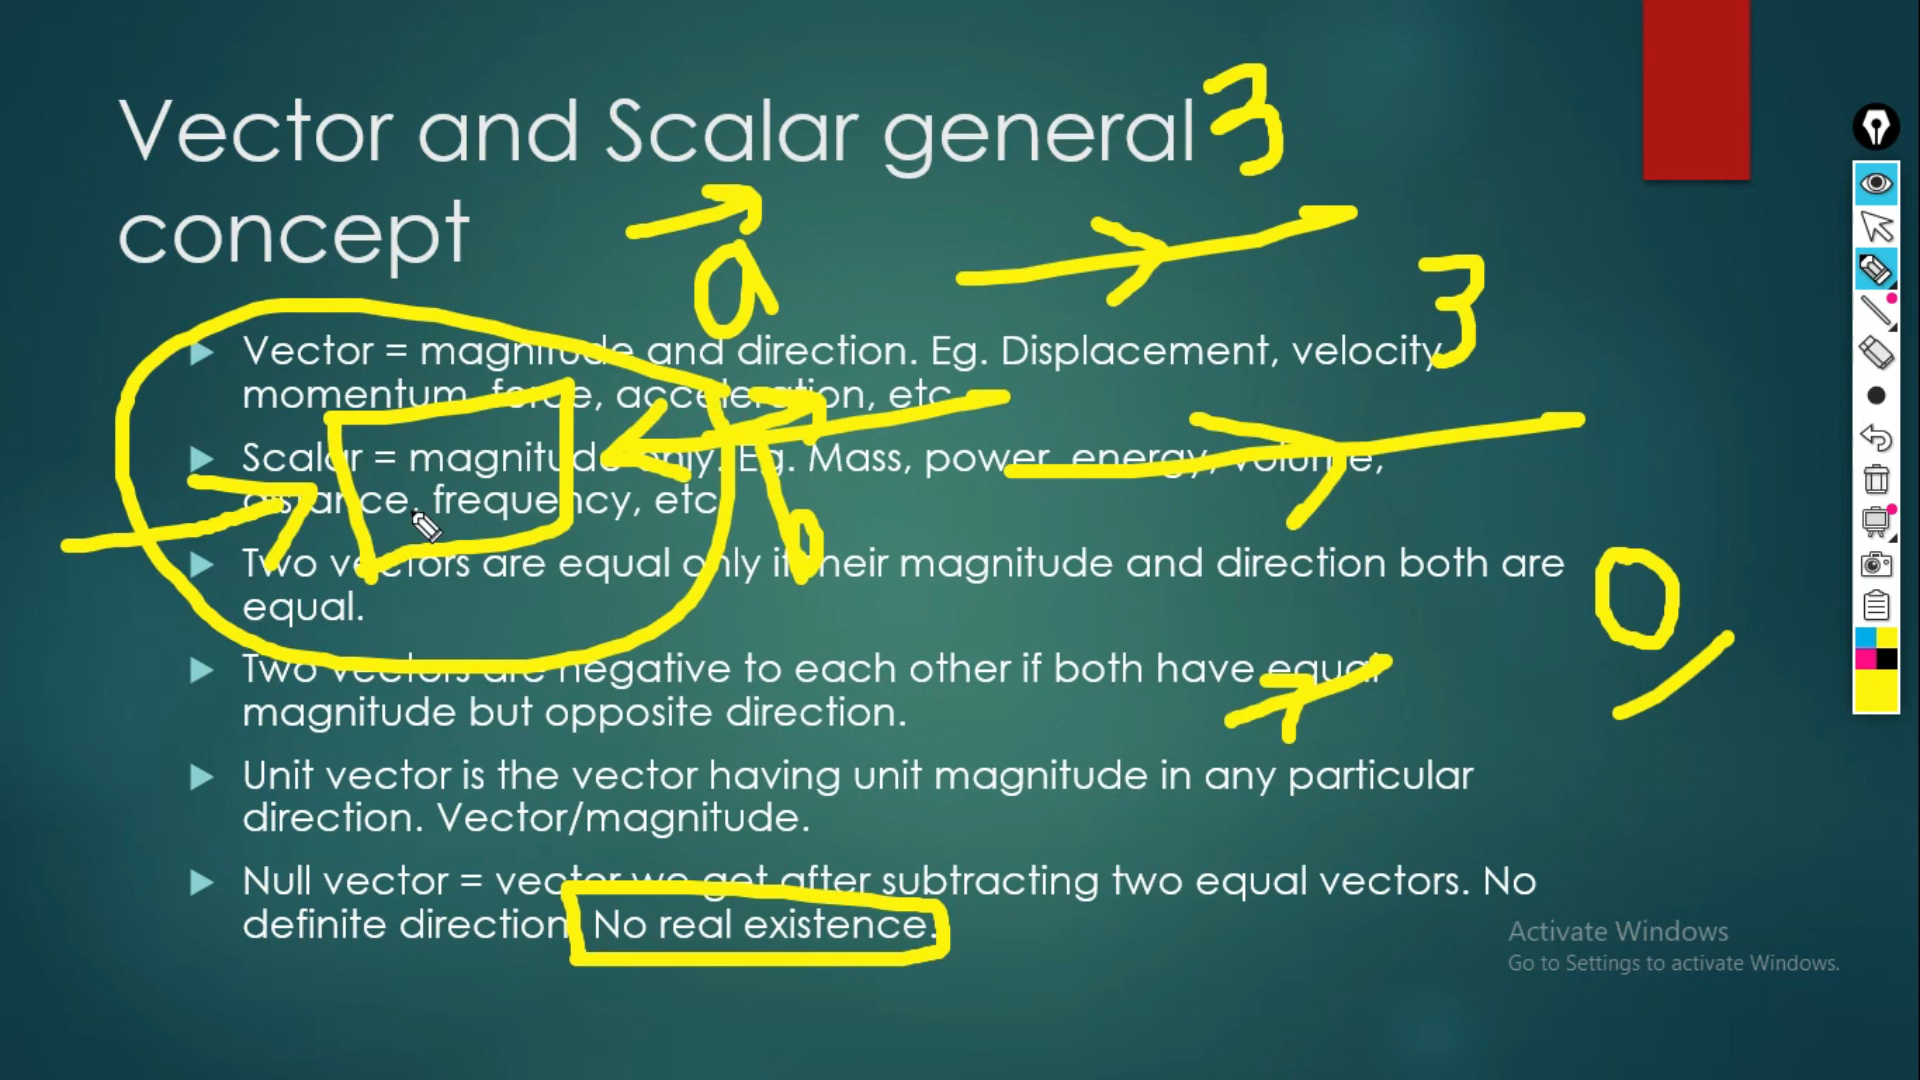 Vector and Scalar general
3
concept
a
3
Vector = magnitude and direction. Eg. Displacement, velocity
momentum, force, acceleration, etc
Scalar = magnitude only. Eg. Mass, power, energy, volume,
distance, frequency, etc
b
Two vectors are equal only if their magnitude and direction both are
equal.
0
Two vectors are negative to each other if both have equal
magnitude but opposite direction.
Unit vector is the vector having unit magnitude in any particular
direction. Vector/magnitude.
Null vector = vector we get after subtracting two equal vectors. No
definite direction. No real existence.
Activate Windows
Go to Settings to activate Windows.